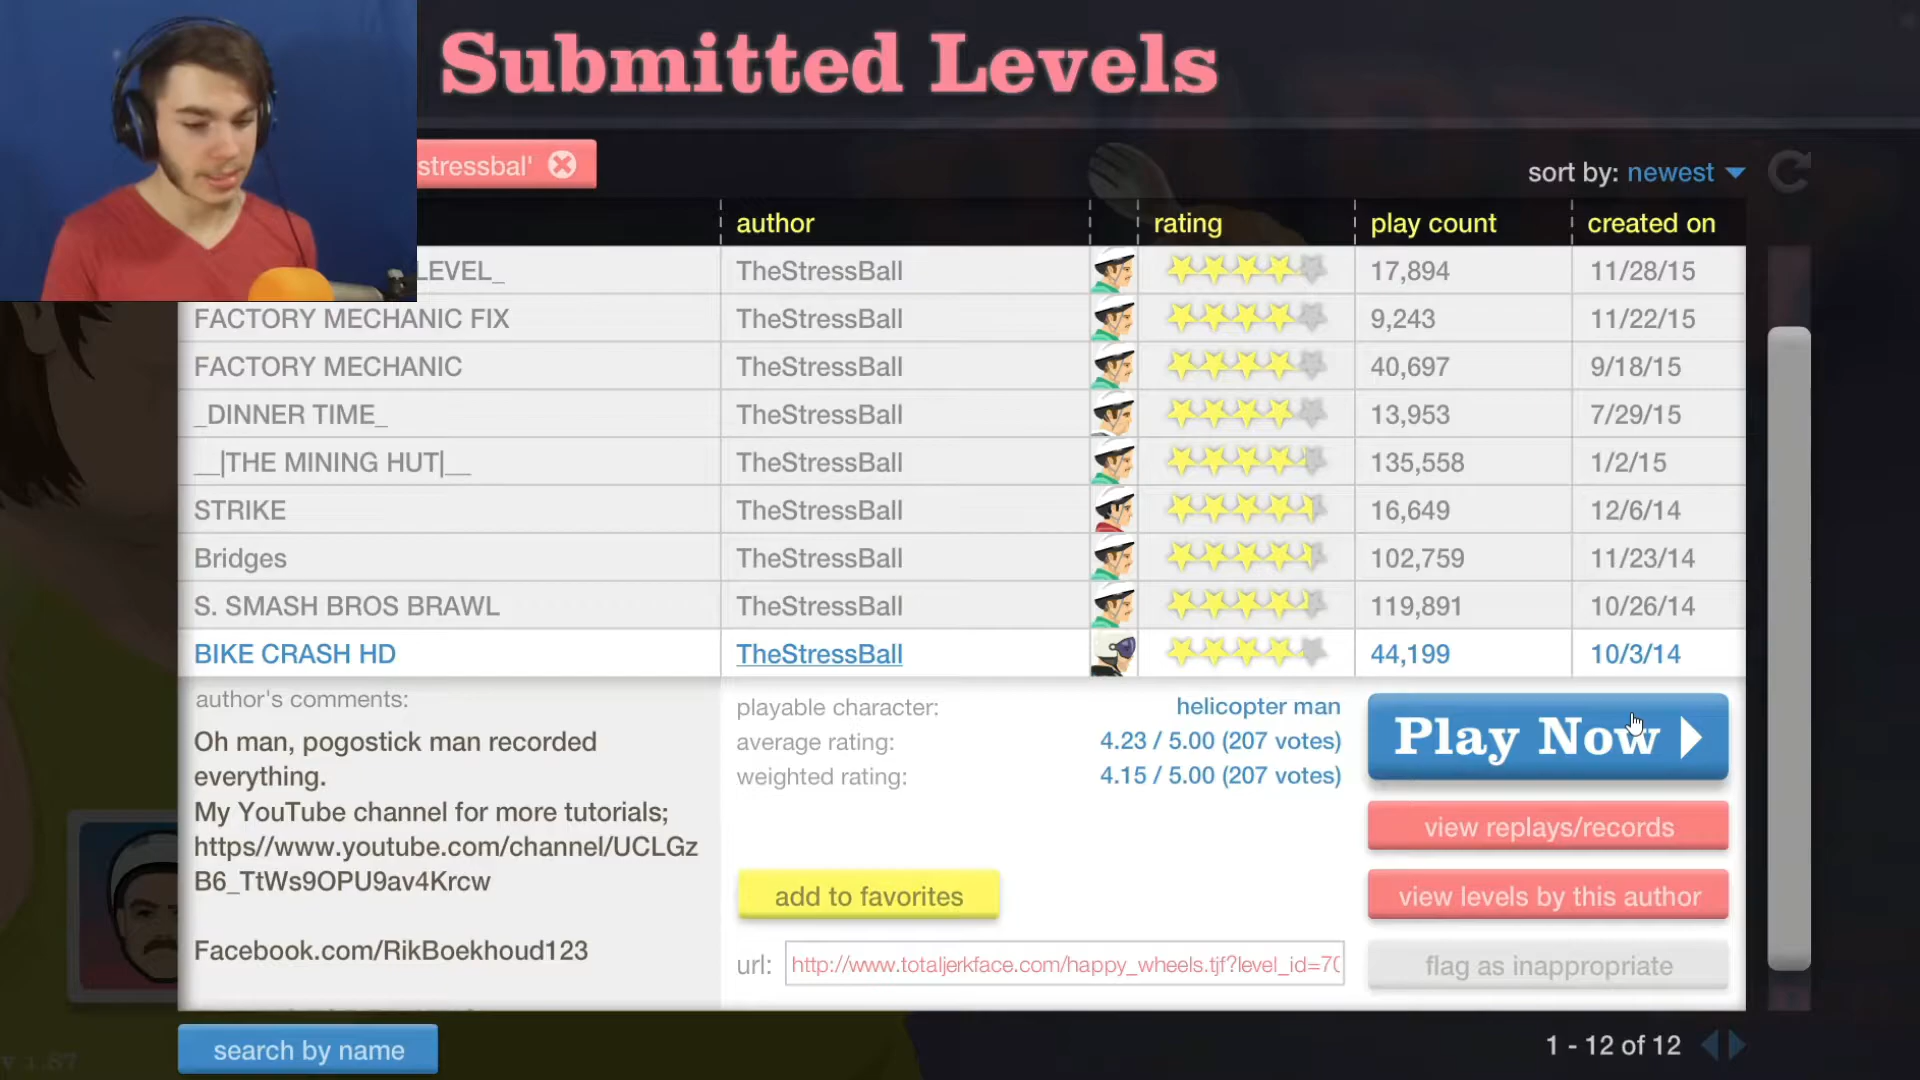 Submitted Levels
stressbal'
sort by: newest
author rating play count created on
LEVEL_ TheStressBall 17,894 11/28/15
FACTORY MECHANIC FIX TheStressBall 9,243 11/22/15
FACTORY MECHANIC TheStressBall 40,697 9/18/15
_DINNER TIME_ TheStressBall 13,953 7/29/15
__|THE MINING HUT|__ TheStressBall 135,558 1/2/15
STRIKE TheStressBall 16,649 12/6/14
Bridges TheStressBall 102,759 11/23/14
S. SMASH BROS BRAWL TheStressBall 119,891 10/26/14
BIKE CRASH HD TheStressBall 44,199 10/3/14
author's comments:
Oh man, pogostick man recorded
everything.
My YouTube channel for more tutorials;
https//www.youtube.com/channel/UCLGz
B6_TtWs9OPU9av4Krcw
Facebook.com/RikBoekhoud123
playable character: helicopter man
average rating: 4.23 / 5.00 (207 votes)
weighted rating: 4.15 / 5.00 (207 votes)
add to favorites
url: http://www.totaljerkface.com/happy_wheels.tjf?level_id=7(
Play Now
view replays/records
view levels by this author
flag as inappropriate
search by name
1 - 12 of 12
v 1.87